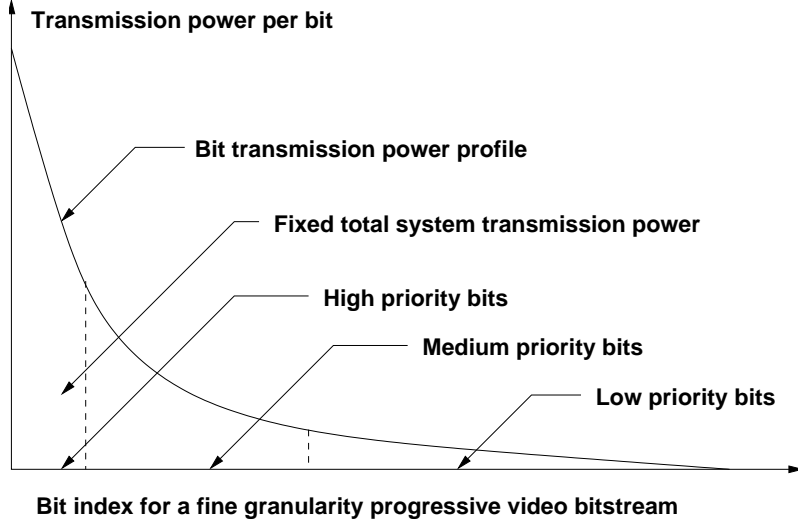 Transmission power per bit
Bit transmission power profile
Fixed total system transmission power
High priority bits
Medium priority bits
Low priority bits
Bit index for a fine granularity progressive video bitstream